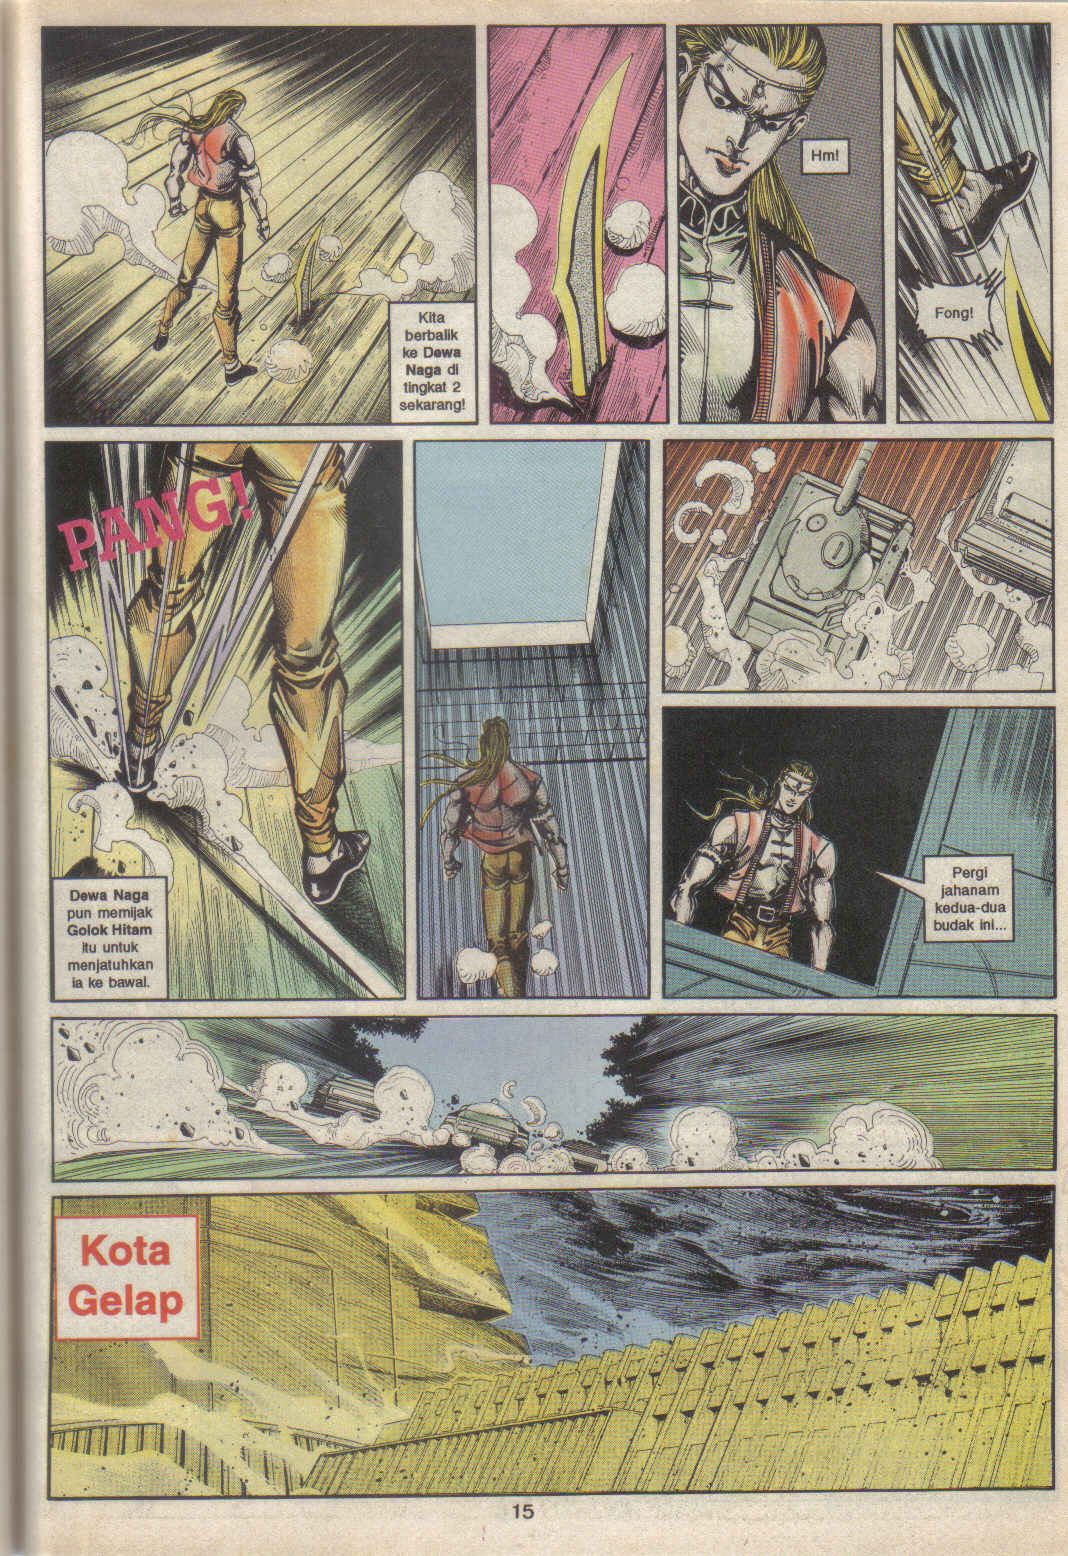 Kita
berbalik
ke Dewa
Naga di
tingkat 2
sekarang!
Hm!
Fong!
PANG!
Dewa Naga
pun memijak
Golok Hitam
itu untuk
menjatuhkan
ia ke bawal.
Pergi
jahanam
kedua-dua
budak ini...
Kota
Gelap
15